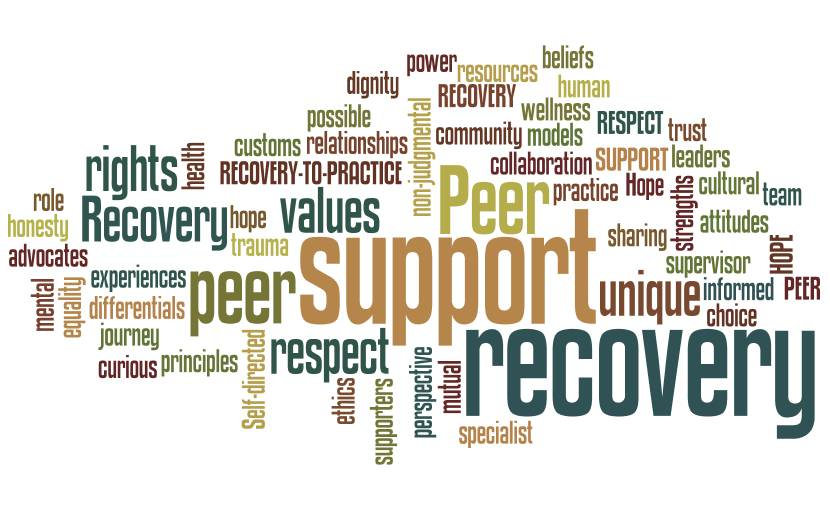 beliefs
power
resources
dignity
human
RECOVERY
possible
non-judgmental
wellness
RESPECT
trust
customs
relationships
community
models
health
rights
RECOVERY-TO-PRACTICE
collaboration
SUPPORT
leaders
role
Recovery
hope
values
Peer
practice
Hope
strengths
cultural
team
honesty
trauma
support
sharing
attitudes
advocates
supervisor
HOPE
mental
equality
experiences
differentials
peer
unique
informed
PEER
choice
journey
curious
principles
Self-directed
respect
recovery
ethics
supporters
perspective
mutual
specialist